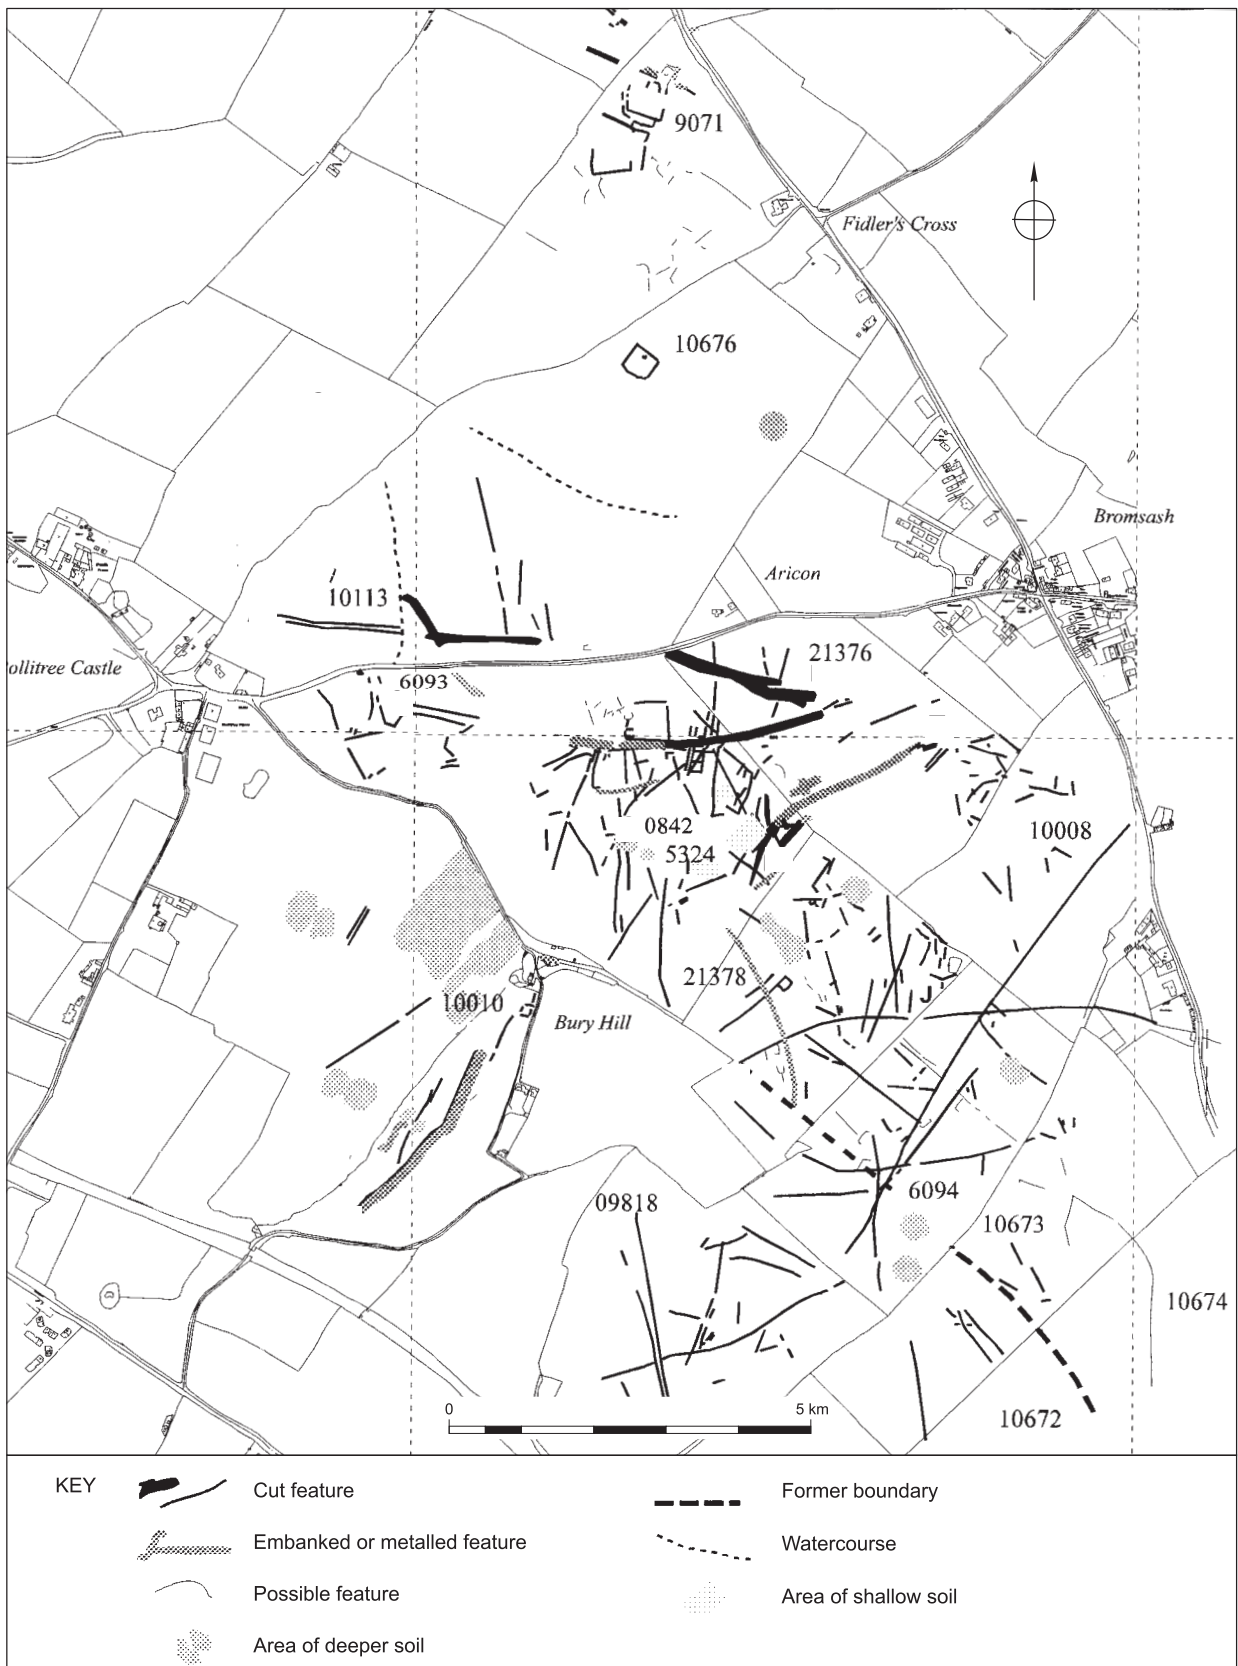 9071
Fidler's Cross
10676
Bromsash
Aricon
10113
21376
ollitree Castle
6093
0842
10008
5324
21378
10010
Bury Hill
6094
09818
10673
10674
0
5 km
10672
KEY
Cut feature
Former boundary
Embanked or metalled feature
Watercourse
Possible feature
Area of shallow soil
Area of deeper soil